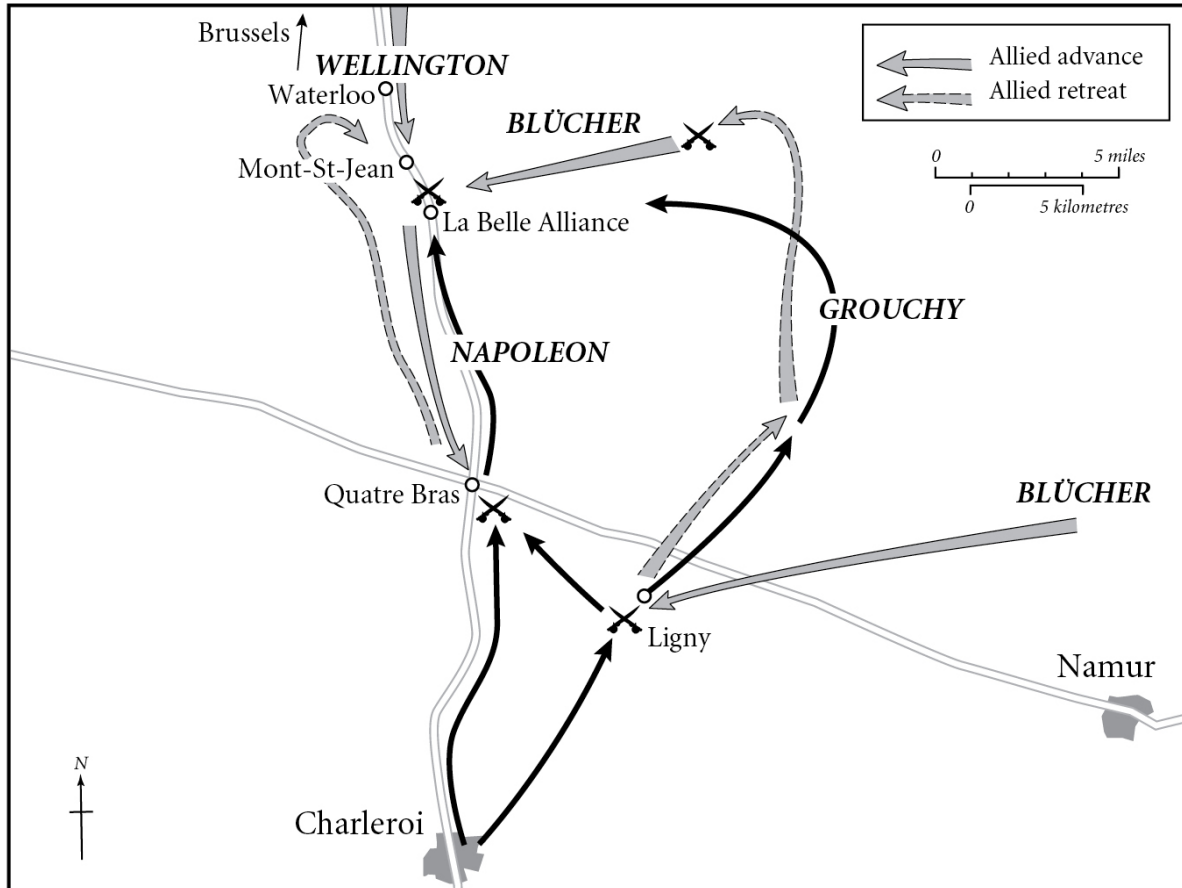 Brussels
WELLINGTON
Waterloo
BLÜCHER
Mont-St-Jean
La Belle Alliance
Allied advance
Allied retreat
0 5 miles
0 5 kilometres
GROUCHY
NAPOLEON
Quatre Bras
BLÜCHER
Ligny
Namur
N
Charleroi